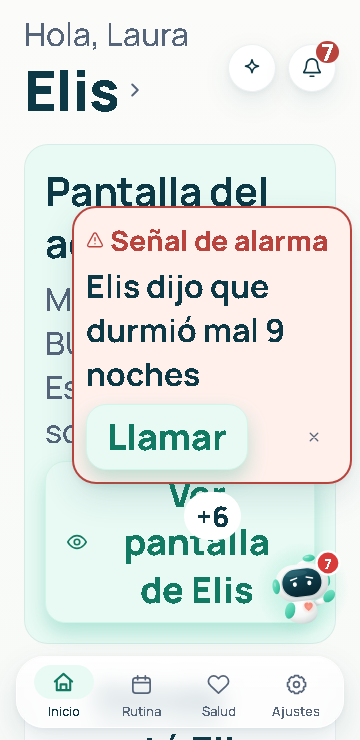 Hola, Laura
Elis
7
Pantalla del
Señal de alarma
Elis dijo que
durmió mal 9
noches
Llamar
+6
pantalla
de Elis
7
Inicio
Rutina
Salud
Ajustes